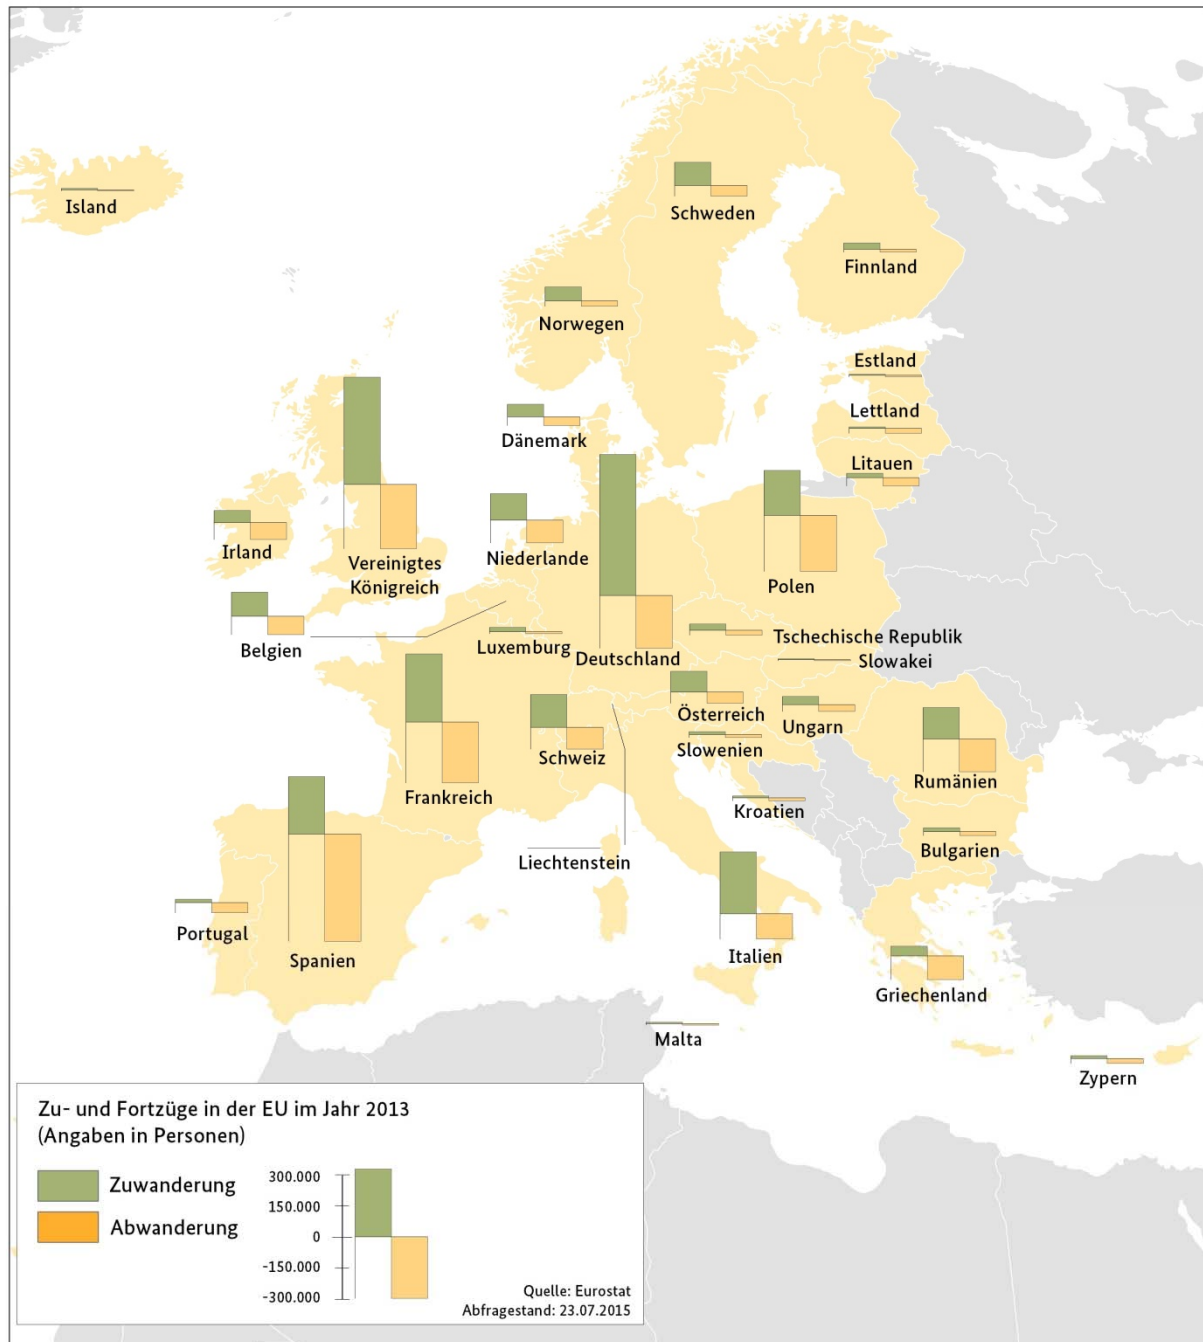 Island
Schweden
Finnland
Norwegen
Estland
Lettland
Dänemark
Litauen
Irland
Vereinigtes
Königreich
Niederlande
Polen
Belgien
Luxemburg
Deutschland
Tschechische Republik
Slowakei
Österreich
Ungarn
Schweiz
Slowenien
Rumänien
Frankreich
Kroatien
Bulgarien
Liechtenstein
Portugal
Spanien
Italien
Griechenland
Malta
Zypern
Zu- und Fortzüge in der EU im Jahr 2013
(Angaben in Personen)
Zuwanderung
Abwanderung
300.000
150.000
0
-150.000
-300.000
Quelle: Eurostat
Abfragestand: 23.07.2015